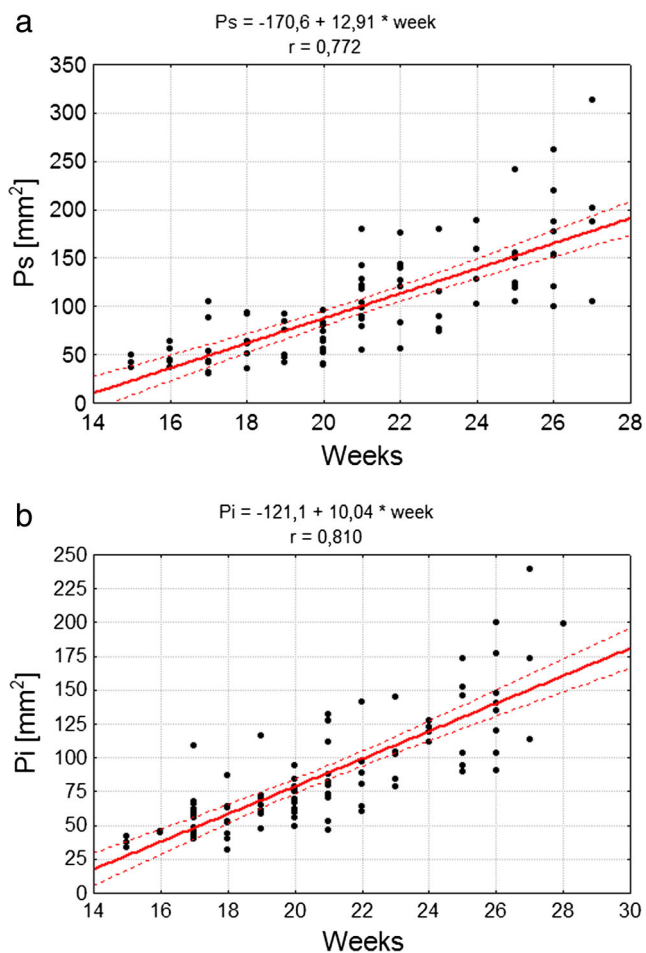 a
Ps = -170,6 + 12,91 * week
r = 0,772
350
300
250
200
150
100
50
0
Ps [mm²]
14 16 18 20 22 24 26 28
Weeks
b
Pi = -121,1 + 10,04 * week
r = 0,810
250
225
200
175
150
125
100
75
50
25
0
Pi [mm²]
14 16 18 20 22 24 26 28 30
Weeks